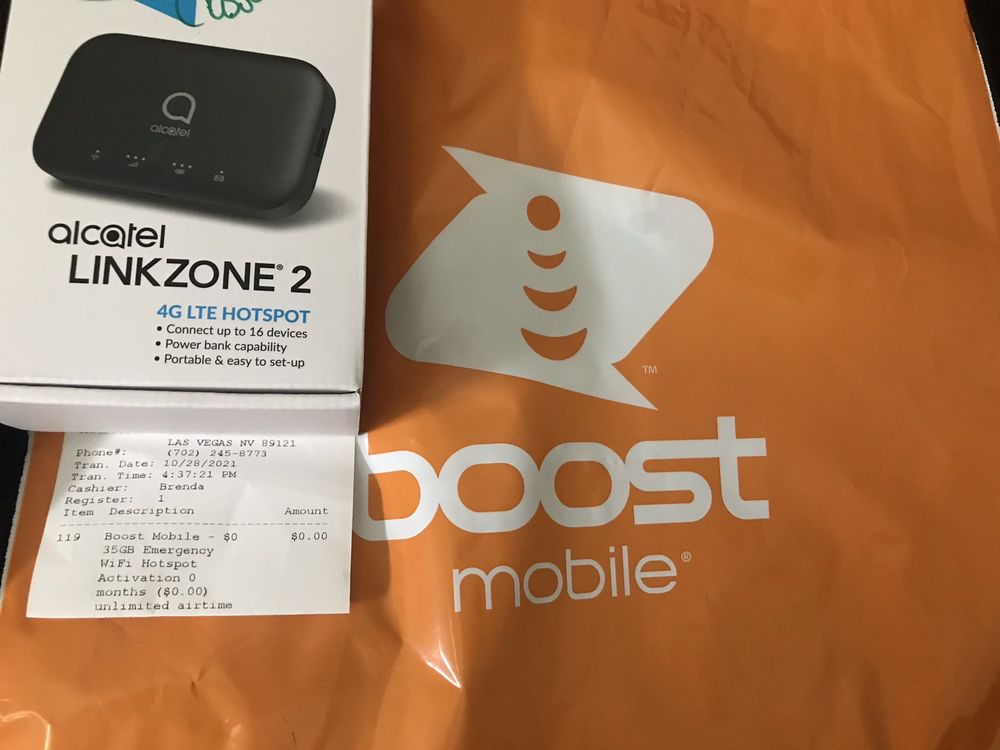 alcatel
alcatel
LINKZONE® 2
4G LTE HOTSPOT
• Connect up to 16 devices
• Power bank capability
• Portable & easy to set-up
LAS VEGAS NV 89121
Phone#: (702) 245-8773
Tran. Date: 10/28/2021
Tran. Time: 4:37:21 PM
Cashier: Brenda
Register: 1
Item Description Amount
119 Boost Mobile - $0 $0.00
35GB Emergency
WiFi Hotspot
Activation 0
months ($0.00)
unlimited airtime
TM
boost
mobile®